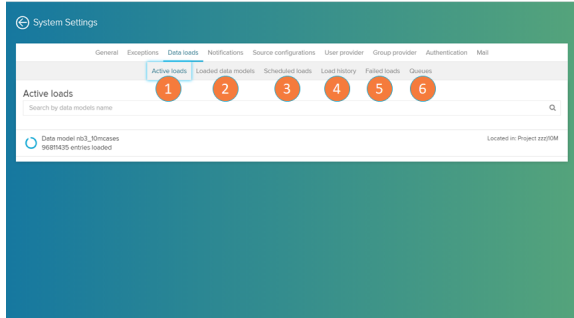 System Settings
General Exceptions Data loads Notifications Source configurations User provider Group provider Authentication Mail
Active loads Loaded data models Scheduled loads Load history Failed loads Queues
1 2 3 4 5 6
Active loads
Search by data models name
Data model nb3_10mcases Located in: Project zzz/10M
96811435 entries loaded